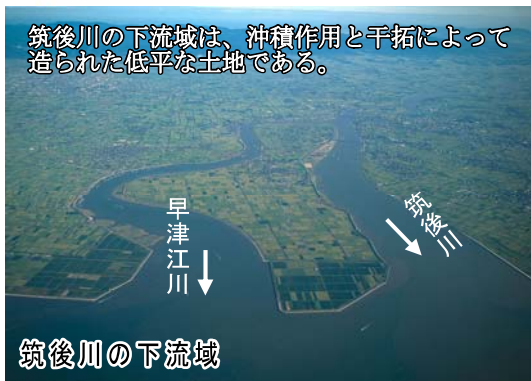 筑後川の下流域は、沖積作用と干拓によって
造られた低平な土地である。
早津江川
筑後川
筑後川の下流域